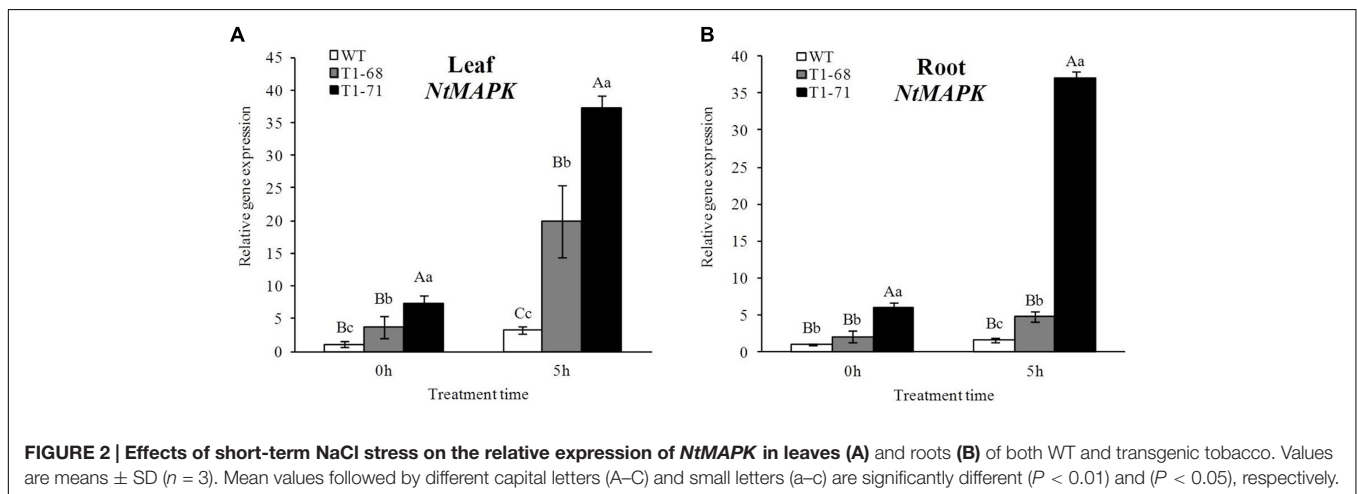 A
WT
T1-68
T1-71
Leaf
NtMAPK
Relative gene expression
45
40
35
30
25
20
15
10
5
0
Bc
Bb
Aa
Cc
Bb
Aa
0h
5h
Treatment time
B
WT
T1-68
T1-71
Root
NtMAPK
Relative gene expression
40
35
30
25
20
15
10
5
0
Bb
Bb
Aa
Bc
Bb
Aa
0h
5h
Treatment time
FIGURE 2 | Effects of short-term NaCl stress on the relative expression of NtMAPK in leaves (A) and roots (B) of both WT and transgenic tobacco. Values
are means ± SD (n = 3). Mean values followed by different capital letters (A–C) and small letters (a–c) are significantly different (P < 0.01) and (P < 0.05), respectively.